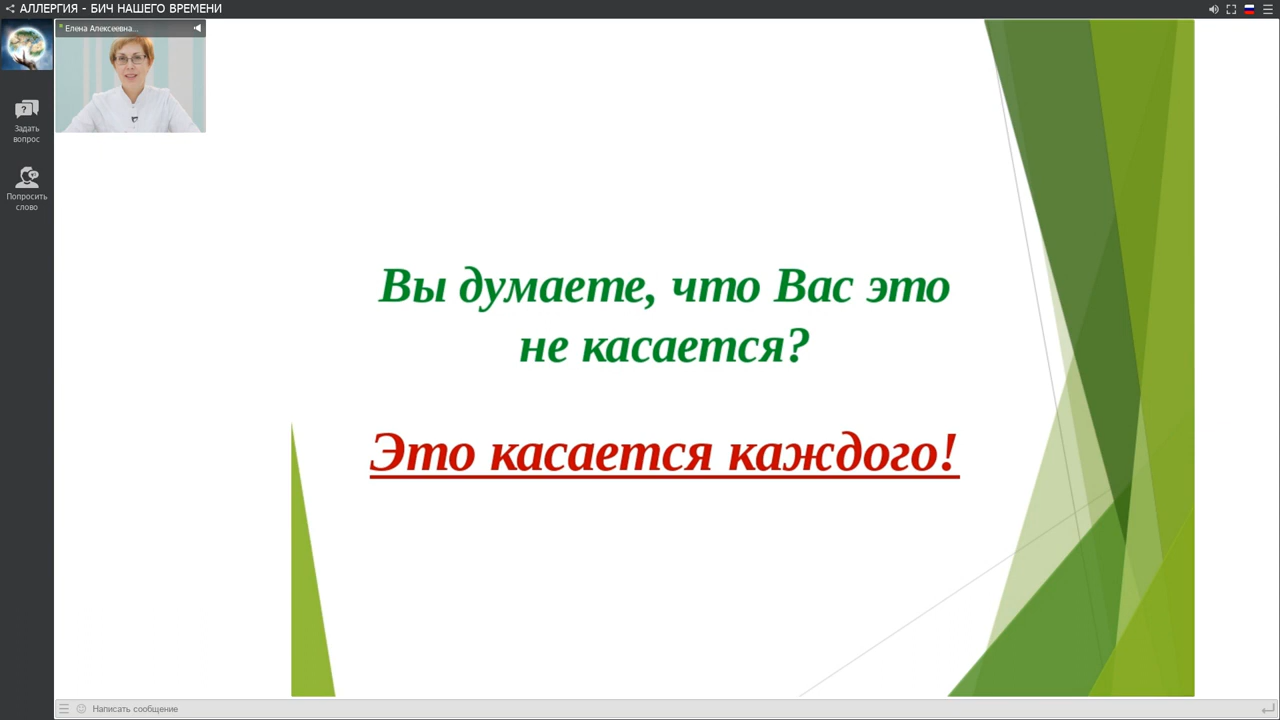 АЛЛЕРГИЯ - БИЧ НАШЕГО ВРЕМЕНИ
Елена Алексеевна...
Задать
вопрос
Попросить
слово
Вы думаете, что Вас это
не касается?
Это касается каждого!
Написать сообщение